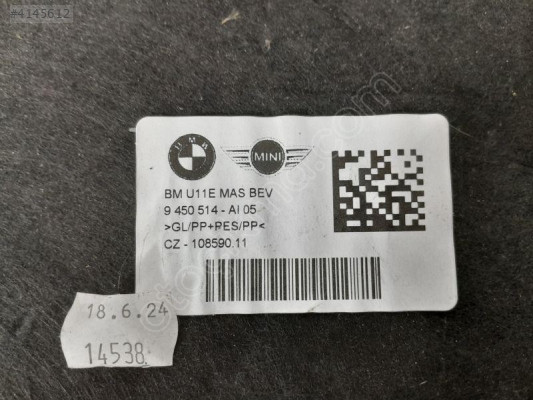 #4145612
BMW
MINI
BM U11E MAS BEV
9 450 514 - AI 05
>GL/PP+PES/PP<
CZ - 108590.11
18.6.24
14538